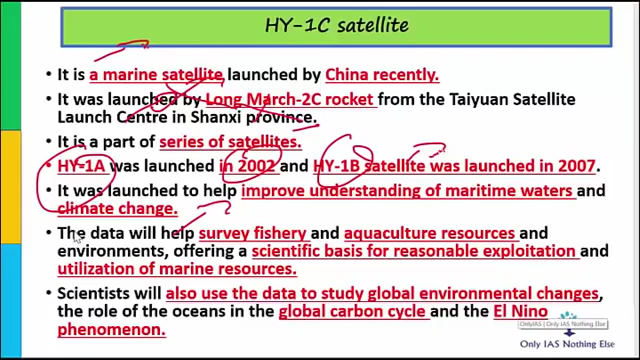 HY-1C satellite
• It is a marine satellite launched by China recently.
• It was launched by Long March-2C rocket from the Taiyuan Satellite
Launch Centre in Shanxi province.
• It is a part of series of satellites.
• HY-1A was launched in 2002 and HY-1B satellite was launched in 2007.
• It was launched to help improve understanding of maritime waters and
climate change.
• The data will help survey fishery and aquaculture resources and
environments, offering a scientific basis for reasonable exploitation and
utilization of marine resources.
• Scientists will also use the data to study global environmental changes,
the role of the oceans in the global carbon cycle and the El Nino
phenomenon.
OnlyIAS | OnlyIAS Nothing Else
Only IAS Nothing Else